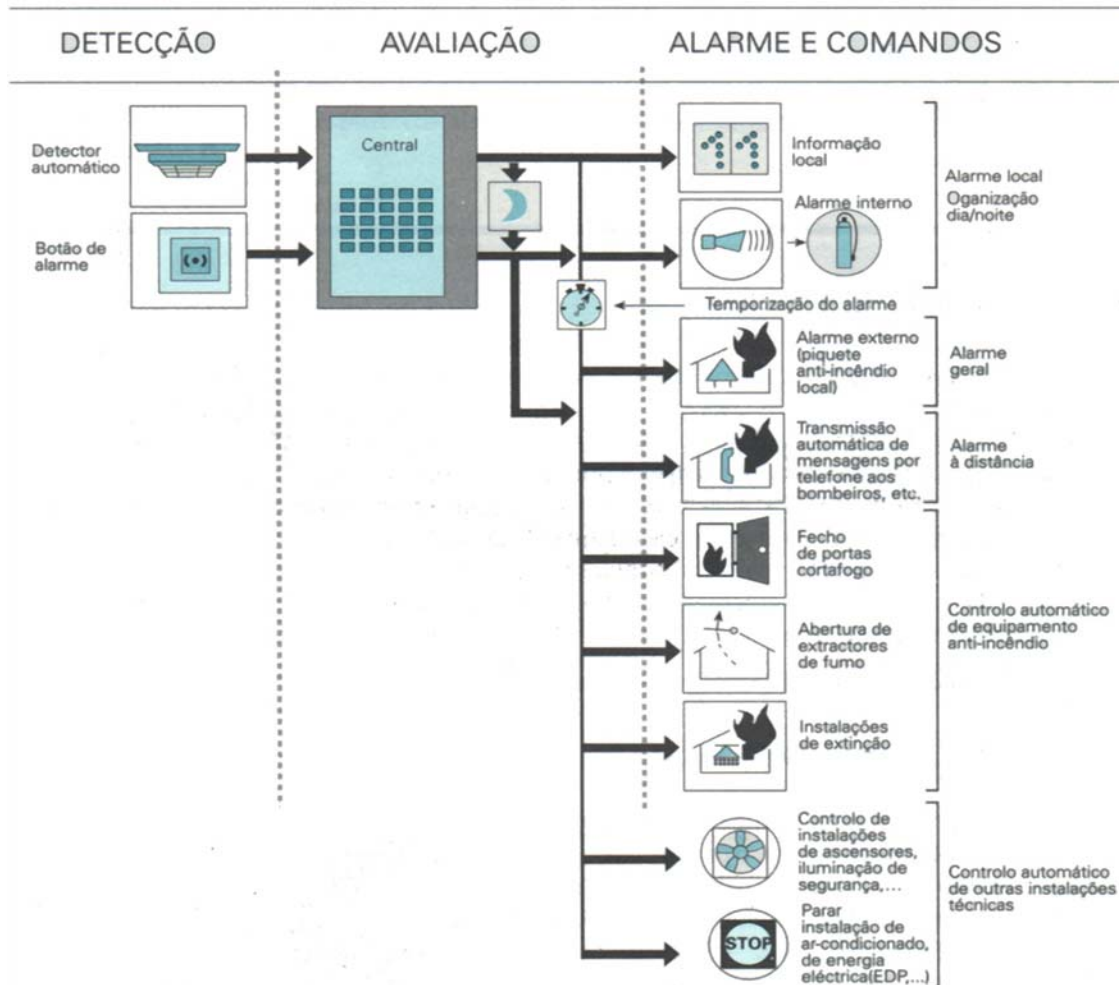 DETECÇÃO
AVALIAÇÃO
ALARME E COMANDOS
Detector
automático
Botão de
alarme
Central
Informação
local
Alarme interno
Alarme local
Oganização
dia/noite
Temporização do alarme
Alarme externo
(piquete
anti-incêndio
local)
Alarme
geral
Transmissão
automática de
mensagens por
telefone aos
bombeiros, etc.
Alarme
à distância
Fecho
de portas
cortafogo
Abertura de
extractores
de fumo
Instalações
de extinção
Controlo automático
de equipamento
anti-incêndio
Controlo de
instalações
de ascensores,
iluminação de
segurança,...
Parar
instalação de
ar-condicionado,
de energia
eléctrica(EDP,...)
STOP
Controlo automático
de outras instalações
técnicas